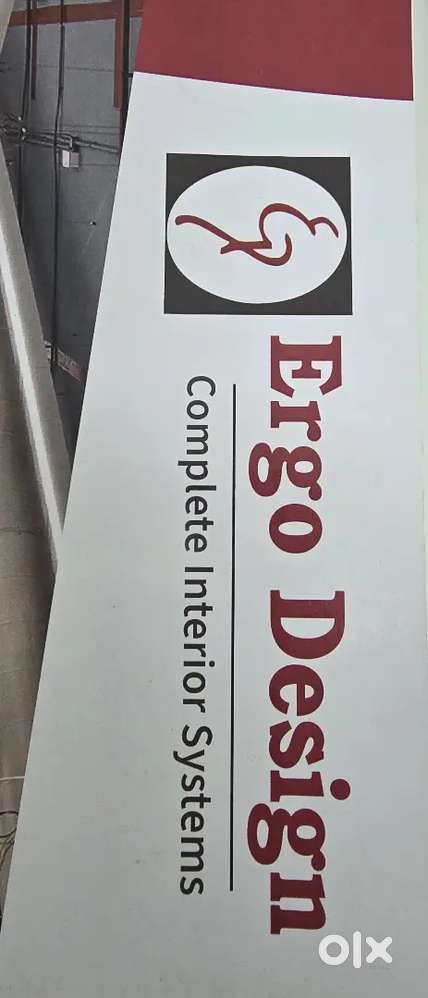 Ergo Design
Complete Interior Systems
olx